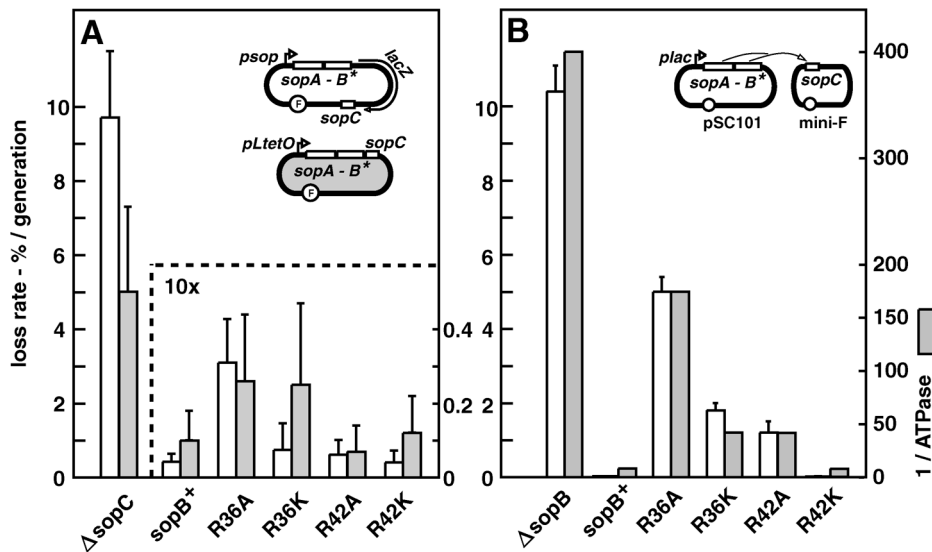 A
psop
lacZ
sopA - B*
F
sopC
pLtetO
sopC
sopA - B*
F
loss rate - % / generation
10
8
6
4
2
0
10x
0.4
0.2
0
ΔsopC
sopB+
R36A
R36K
R42A
R42K
B
plac
sopA - B*
sopC
pSC101
mini-F
10
8
6
4
2
0
400
300
200
150
100
50
0
1 / ATPase
ΔsopB
sopB+
R36A
R36K
R42A
R42K